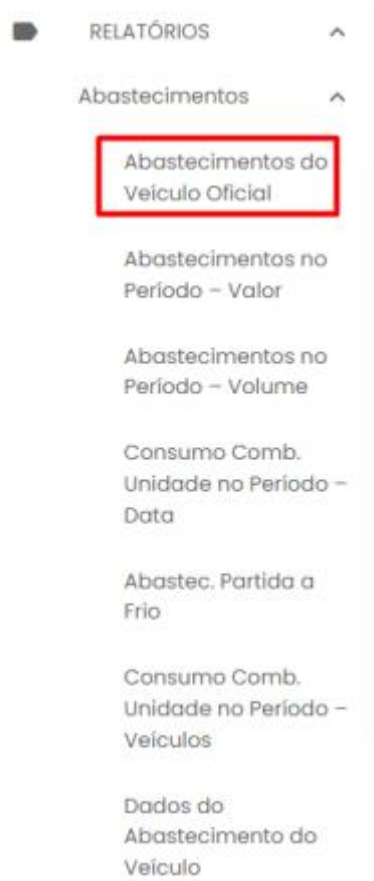 RELATÓRIOS
Abastecimentos
Abastecimentos do
Veículo Oficial
Abastecimentos no
Período – Valor
Abastecimentos no
Período – Volume
Consumo Comb.
Unidade no Período –
Data
Abastec. Partida a
Frio
Consumo Comb.
Unidade no Período –
Veículos
Dados do
Abastecimento do
Veículo